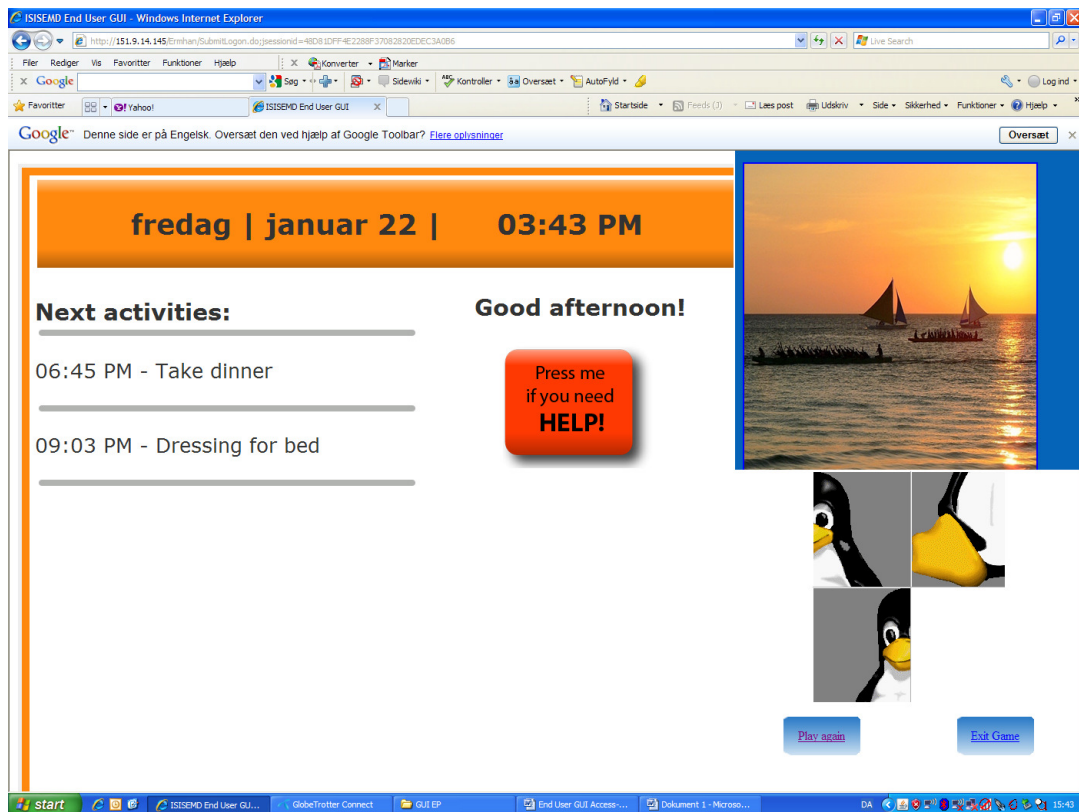 ISISEMD End User GUI - Windows Internet Explorer
http://151.9.14.145/Ermhan/SubmitLogon.do;jsessionid=48D81DFF4E2288F37082820EDEC3A0B6
Live Search
Filer Rediger Vis Favoritter Funktioner Hjælp x Konverter Marker
x Google Søg Sidewiki Kontroller Oversæt AutoFyld Log ind
Favoritter Yahoo! ISISEMD End User GUI X Startside Feeds (J) Læs post Udskriv Side Sikkerhed Funktioner Hjælp »
Google™ Denne side er på Engelsk. Oversæt den ved hjælp af Google Toolbar? Flere oplysninger Oversæt x
fredag | januar 22 | 03:43 PM
Next activities:
Good afternoon!
06:45 PM - Take dinner
09:03 PM - Dressing for bed
Press me
if you need
HELP!
Play again
Exit Game
start ISISEMD End User GU... GlobeTrotter Connect GUI EP End User GUI Access-... Dokument 1 - Microso... DA 15:43